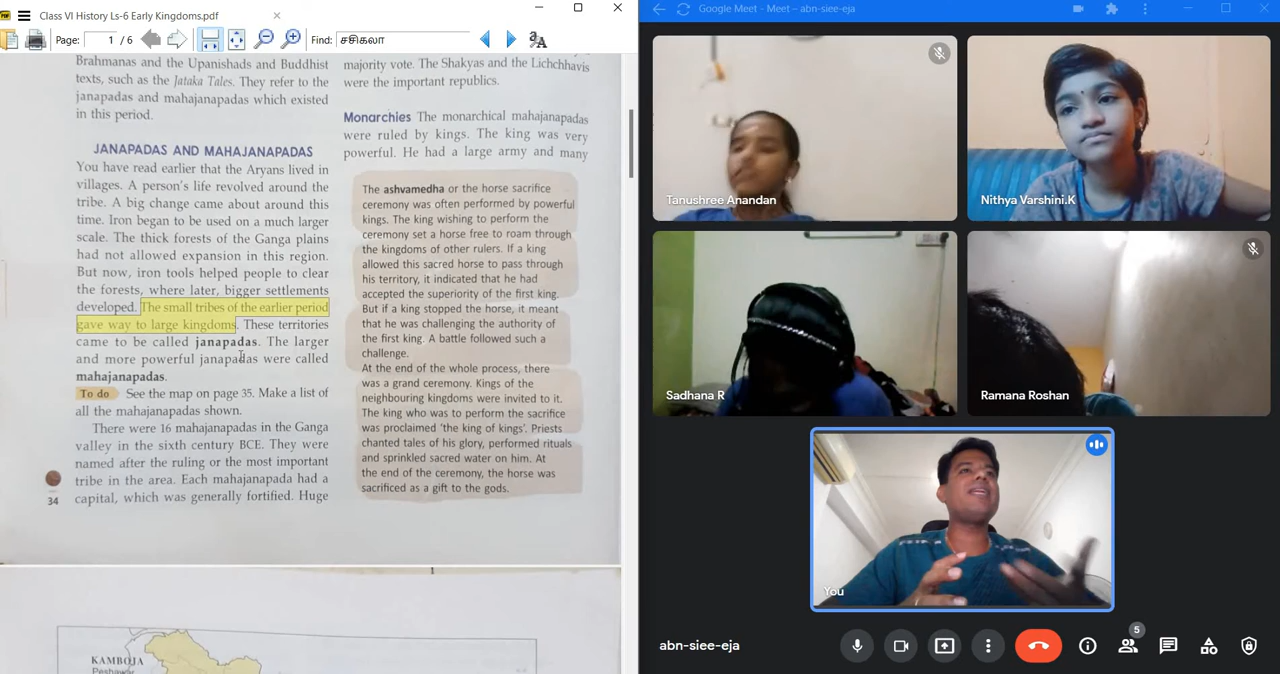 Class VI History Ls-6 Early Kingdoms.pdf
Page: 1 / 6
Find: சசிகலா
Brahmanas and the Upanishads and Buddhist
texts, such as the Jataka Tales. They refer to the
janapadas and mahajanapadas which existed
in this period.
JANAPADAS AND MAHAJANAPADAS
You have read earlier that the Aryans lived in
villages. A person's life revolved around the
tribe. A big change came about around this
time. Iron began to be used on a much larger
scale. The thick forests of the Ganga plains
had not allowed expansion in this region.
But now, iron tools helped people to clear
the forests, where later, bigger settlements
developed. The small tribes of the earlier period
gave way to large kingdoms. These territories
came to be called janapadas. The larger
and more powerful janapadas were called
mahajanapadas.
To do See the map on page 35. Make a list of
all the mahajanapadas shown.
There were 16 mahajanapadas in the Ganga
valley in the sixth century BCE. They were
named after the ruling or the most important
tribe in the area. Each mahajanapada had a
capital, which was generally fortified. Huge
34
majority vote. The Shakyas and the Lichchhavis
were the important republics.
Monarchies The monarchical mahajanapadas
were ruled by kings. The king was very
powerful. He had a large army and many
The ashvamedha or the horse sacrifice
ceremony was often performed by powerful
kings. The king wishing to perform the
ceremony set a horse free to roam through
the kingdoms of other rulers. If a king
allowed this sacred horse to pass through
his territory, it indicated that he had
accepted the superiority of the first king.
But if a king stopped the horse, it meant
that he was challenging the authority of
the first king. A battle followed such a
challenge.
At the end of the whole process, there
was a grand ceremony. Kings of the
neighbouring kingdoms were invited to it.
The king who was to perform the sacrifice
was proclaimed 'the king of kings'. Priests
chanted tales of his glory, performed rituals
and sprinkled sacred water on him. At
the end of the ceremony, the horse was
sacrificed as a gift to the gods.
KAMBOJA
Peshawar
Google Meet - Meet – abn-siee-eja
Tanushree Anandan
Nithya Varshini.K
Sadhana R
Ramana Roshan
You
abn-siee-eja
5